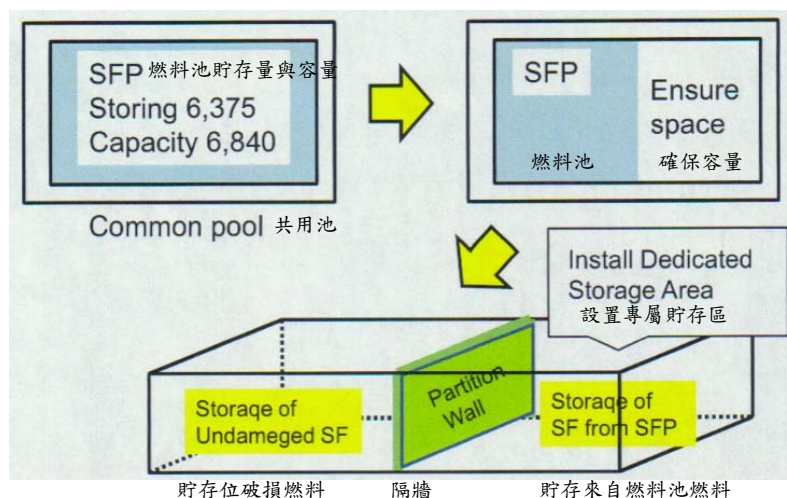 SFP 燃料池貯存量與容量
Storing 6,375
Capacity 6,840
Common pool 共用池
SFP
燃料池
Ensure
space
確保容量
Install Dedicated
Storage Area
設置專屬貯存區
Storaqe of
Undameged SF
Partition
Wall
Storaqe of
SF from SFP
貯存位破損燃料
隔牆
貯存來自燃料池燃料